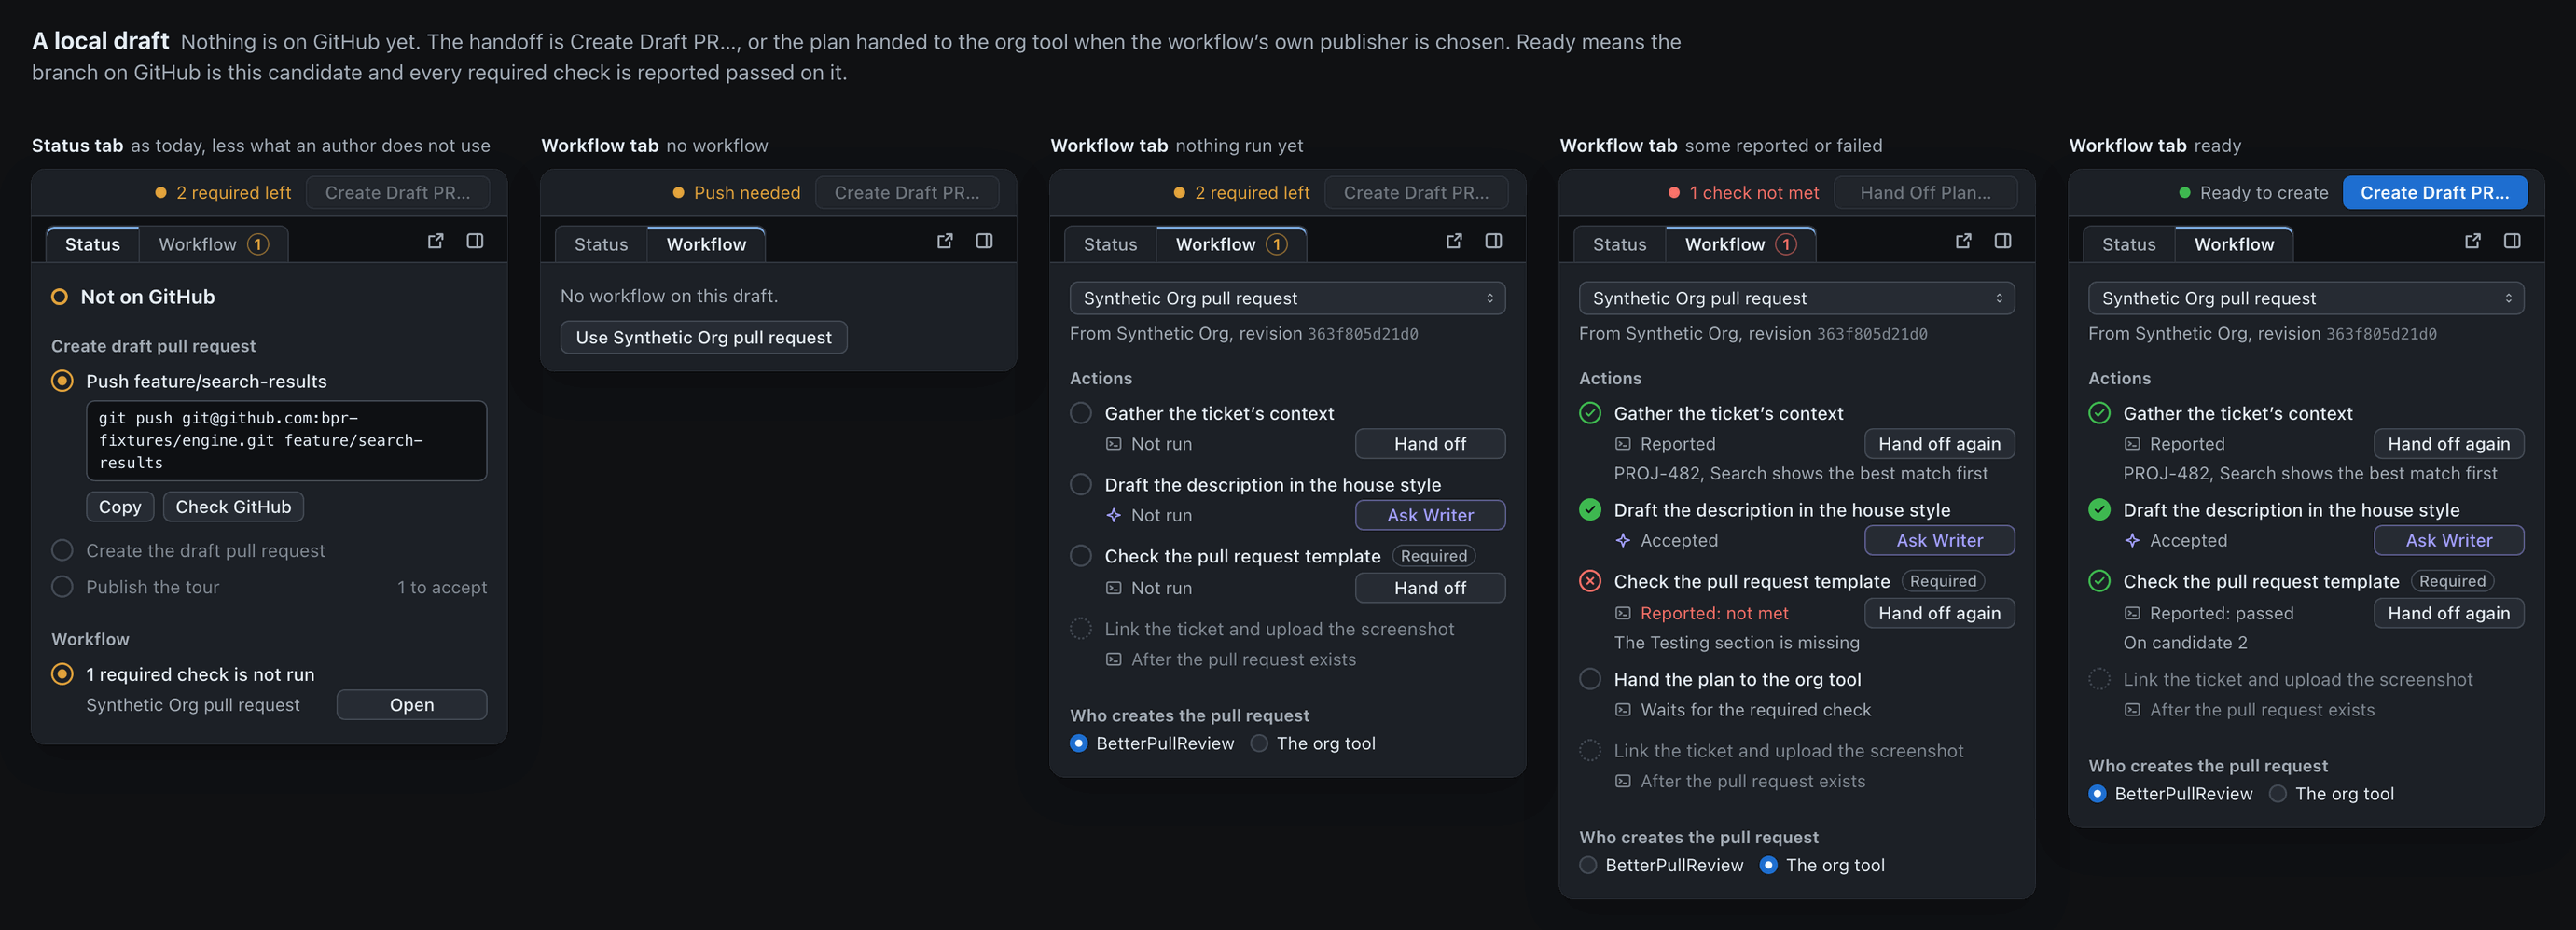 A local draft Nothing is on GitHub yet. The handoff is Create Draft PR…, or the plan handed to the org tool when the workflow’s own publisher is chosen. Ready means the
branch on GitHub is this candidate and every required check is reported passed on it.
Status tab as today, less what an author does not use
2 required left Create Draft PR…
Status Workflow 1
Not on GitHub
Create draft pull request
Push feature/search-results
git push git@github.com:bpr-
fixtures/engine.git feature/search-
results
Copy Check GitHub
Create the draft pull request
Publish the tour 1 to accept
Workflow
1 required check is not run
Synthetic Org pull request Open
Workflow tab no workflow
Push needed Create Draft PR…
Status Workflow
No workflow on this draft.
Use Synthetic Org pull request
Workflow tab nothing run yet
2 required left Create Draft PR…
Status Workflow 1
Synthetic Org pull request
From Synthetic Org, revision 363f805d21d0
Actions
Gather the ticket’s context
Not run Hand off
Draft the description in the house style
Not run Ask Writer
Check the pull request template Required
Not run Hand off
Link the ticket and upload the screenshot
After the pull request exists
Who creates the pull request
BetterPullReview The org tool
Workflow tab some reported or failed
1 check not met Hand Off Plan…
Status Workflow 1
Synthetic Org pull request
From Synthetic Org, revision 363f805d21d0
Actions
Gather the ticket’s context
Reported Hand off again
PROJ-482, Search shows the best match first
Draft the description in the house style
Accepted Ask Writer
Check the pull request template Required
Reported: not met Hand off again
The Testing section is missing
Hand the plan to the org tool
Waits for the required check
Link the ticket and upload the screenshot
After the pull request exists
Who creates the pull request
BetterPullReview The org tool
Workflow tab ready
Ready to create Create Draft PR…
Status Workflow
Synthetic Org pull request
From Synthetic Org, revision 363f805d21d0
Actions
Gather the ticket’s context
Reported Hand off again
PROJ-482, Search shows the best match first
Draft the description in the house style
Accepted Ask Writer
Check the pull request template Required
Reported: passed Hand off again
On candidate 2
Link the ticket and upload the screenshot
After the pull request exists
Who creates the pull request
BetterPullReview The org tool